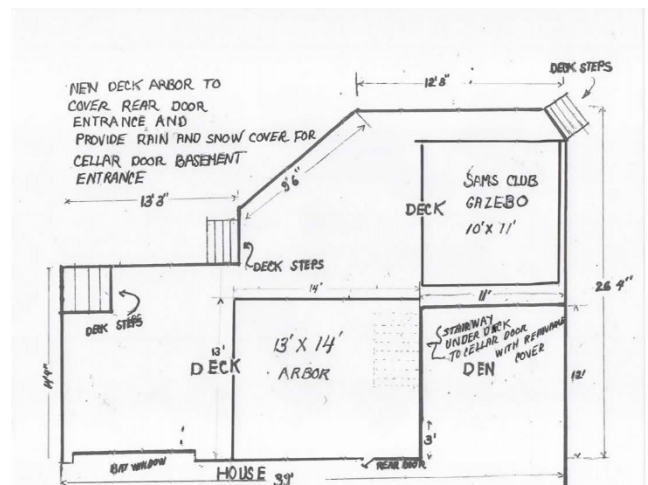 NEW DECK ARBOR TO
COVER REAR DOOR
ENTRANCE AND
PROVIDE RAIN AND SNOW COVER FOR
CELLAR DOOR BASEMENT
ENTRANCE
12'8"
DECK STEPS
13'3"
9'6"
SAMS CLUB
GAZEBO
10' X 11'
DECK
DECK STEPS
26 4"
14'
11'
DECK STEPS
STAIRWAY
UNDER DECK
TO CELLAR DOOR
WITH
COVER
13'
13' X 14'
ARBOR
DECK
DEN
12'
3'
BAY WINDOW
HOUSE
39'
REAR DOOR